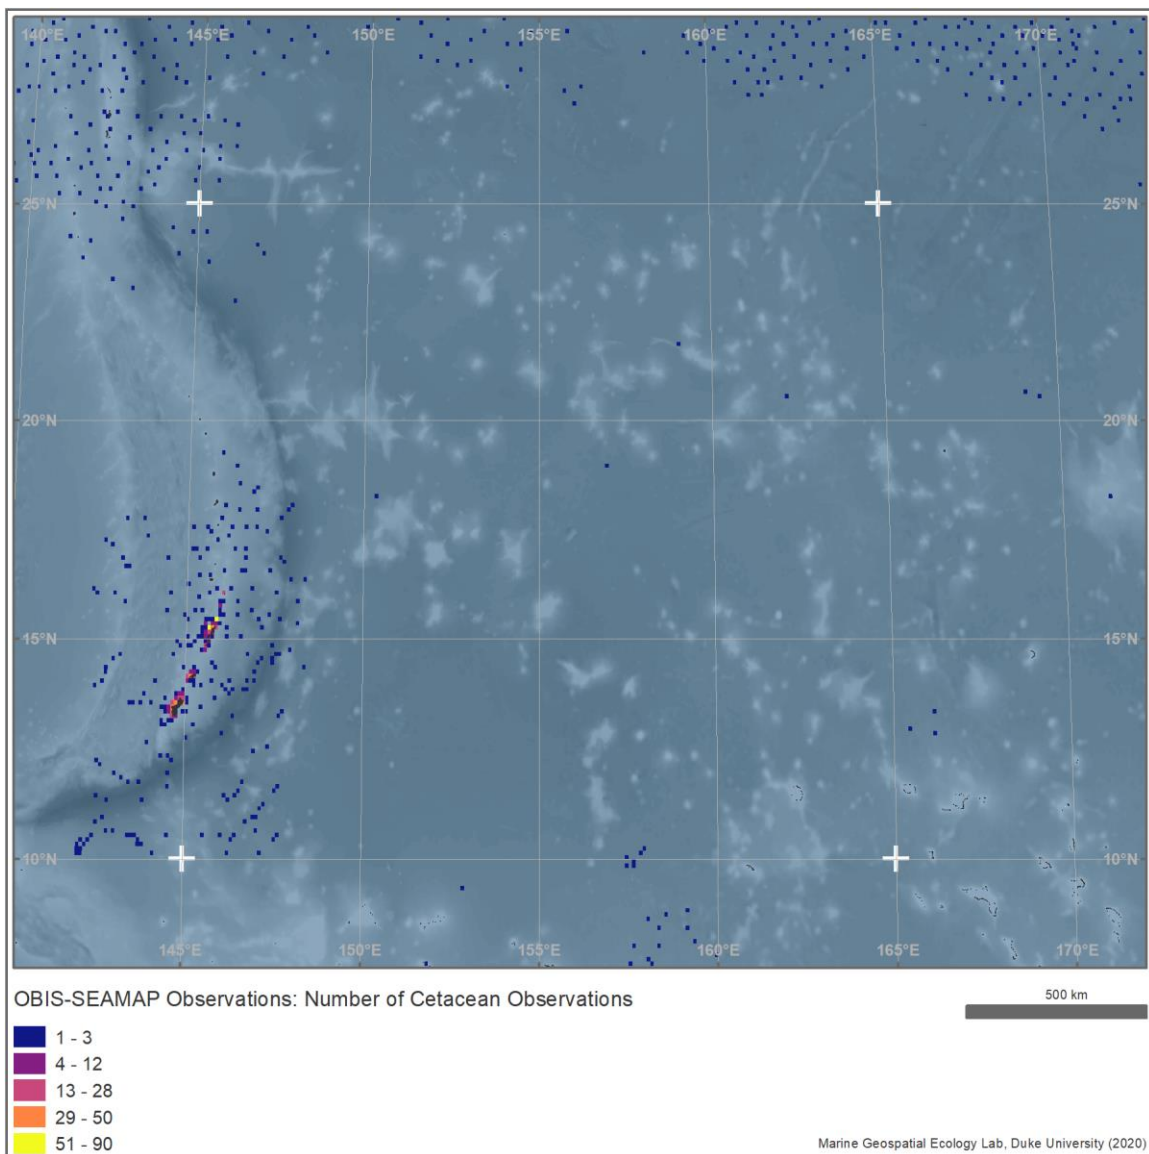 140°E 145°E 150°E 155°E 160°E 165°E 170°E
25°N 25°N
20°N 20°N
15°N 15°N
10°N 10°N
145°E 150°E 155°E 160°E 165°E 170°E
OBIS-SEAMAP Observations: Number of Cetacean Observations
500 km
1 - 3
4 - 12
13 - 28
29 - 50
51 - 90
Marine Geospatial Ecology Lab, Duke University (2020)